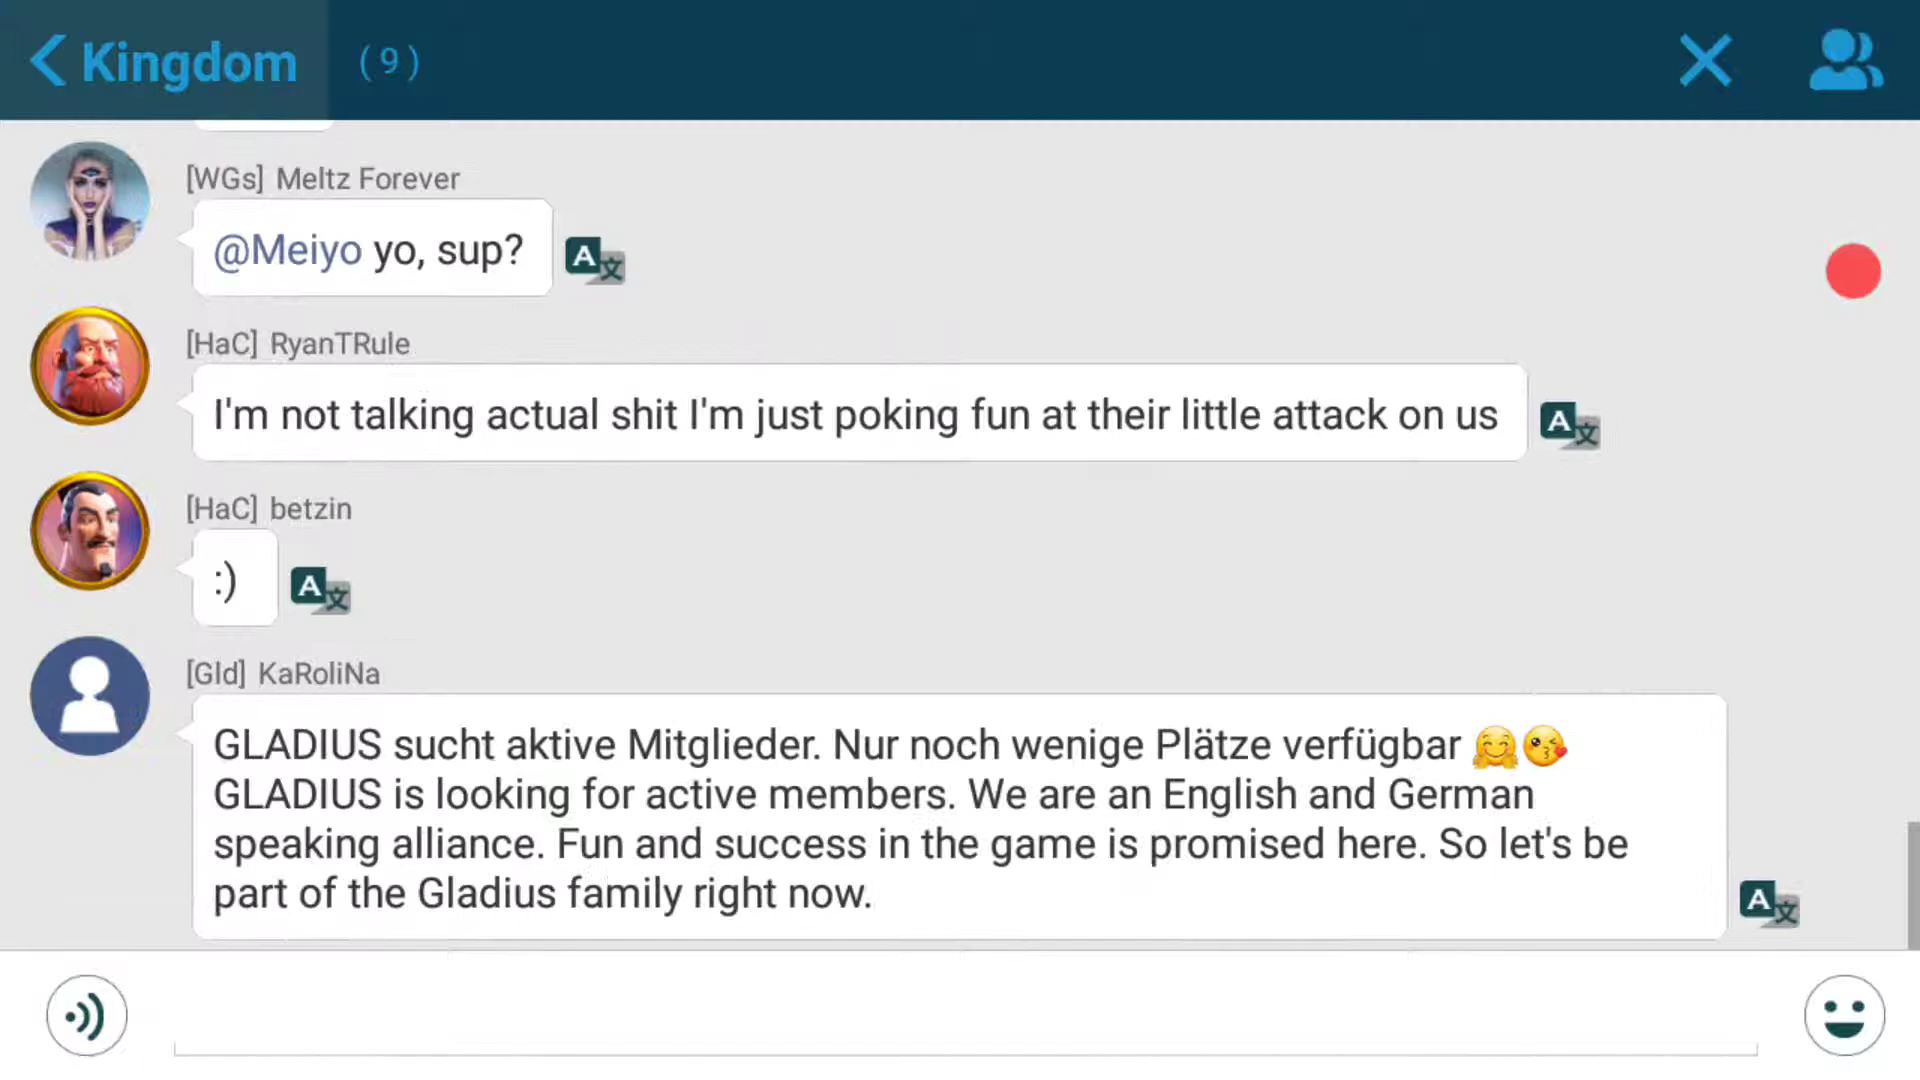 Kingdom (9)
[WGs] Meltz Forever
@Meiyo yo, sup?
[HaC] RyanTRule
I'm not talking actual shit I'm just poking fun at their little attack on us
[HaC] betzin
:)
[Gld] KaRoliNa
GLADIUS sucht aktive Mitglieder. Nur noch wenige Plätze verfügbar 🤗😘
GLADIUS is looking for active members. We are an English and German
speaking alliance. Fun and success in the game is promised here. So let's be
part of the Gladius family right now.